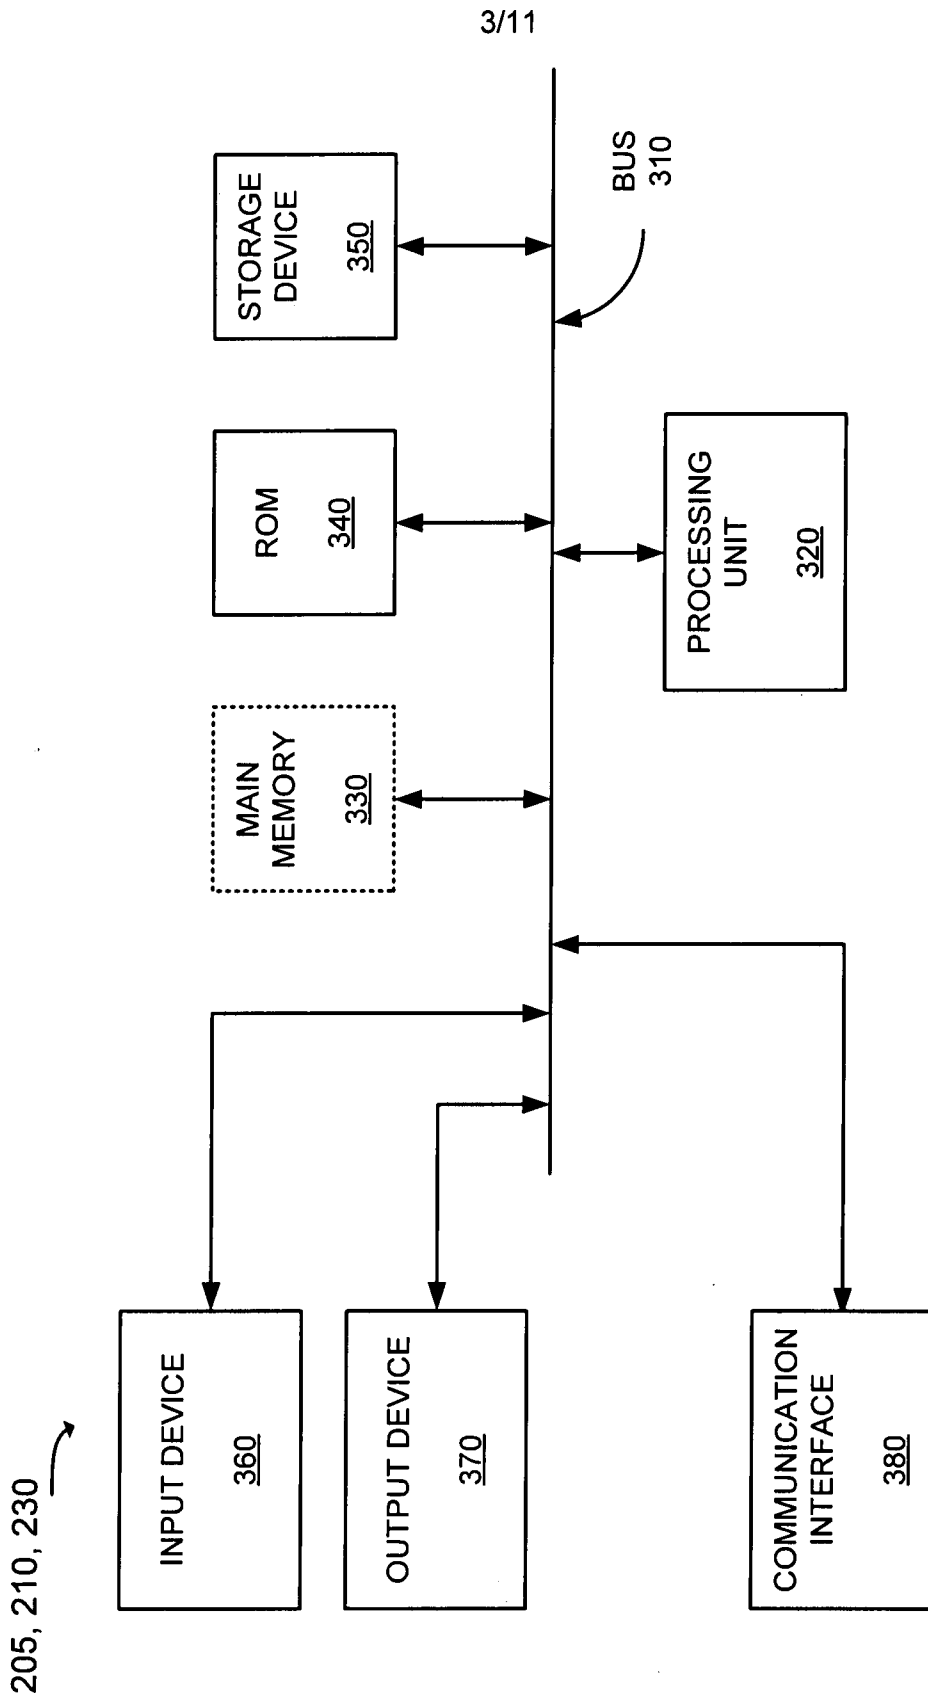 3/11
205, 210, 230
INPUT DEVICE
360
OUTPUT DEVICE
370
COMMUNICATION
INTERFACE
380
MAIN
MEMORY
330
ROM
340
STORAGE
DEVICE
350
PROCESSING
UNIT
320
BUS
310